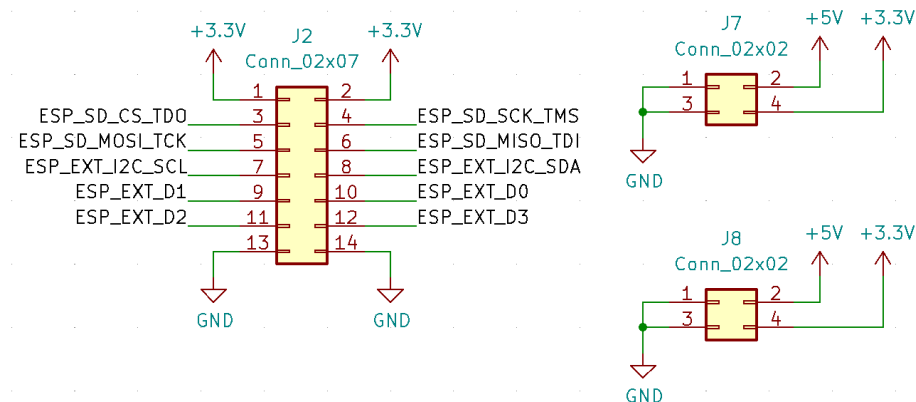 +3.3V J2 +3.3V
Conn_02x07
1 2
ESP_SD_CS_TDO 3 4 ESP_SD_SCK_TMS
ESP_SD_MOSI_TCK 5 6 ESP_SD_MISO_TDI
ESP_EXT_I2C_SCL 7 8 ESP_EXT_I2C_SDA
ESP_EXT_D1 9 10 ESP_EXT_D0
ESP_EXT_D2 11 12 ESP_EXT_D3
13 14
GND GND
J7 +5V +3.3V
Conn_02x02
1 2
3 4
GND
J8 +5V +3.3V
Conn_02x02
1 2
3 4
GND